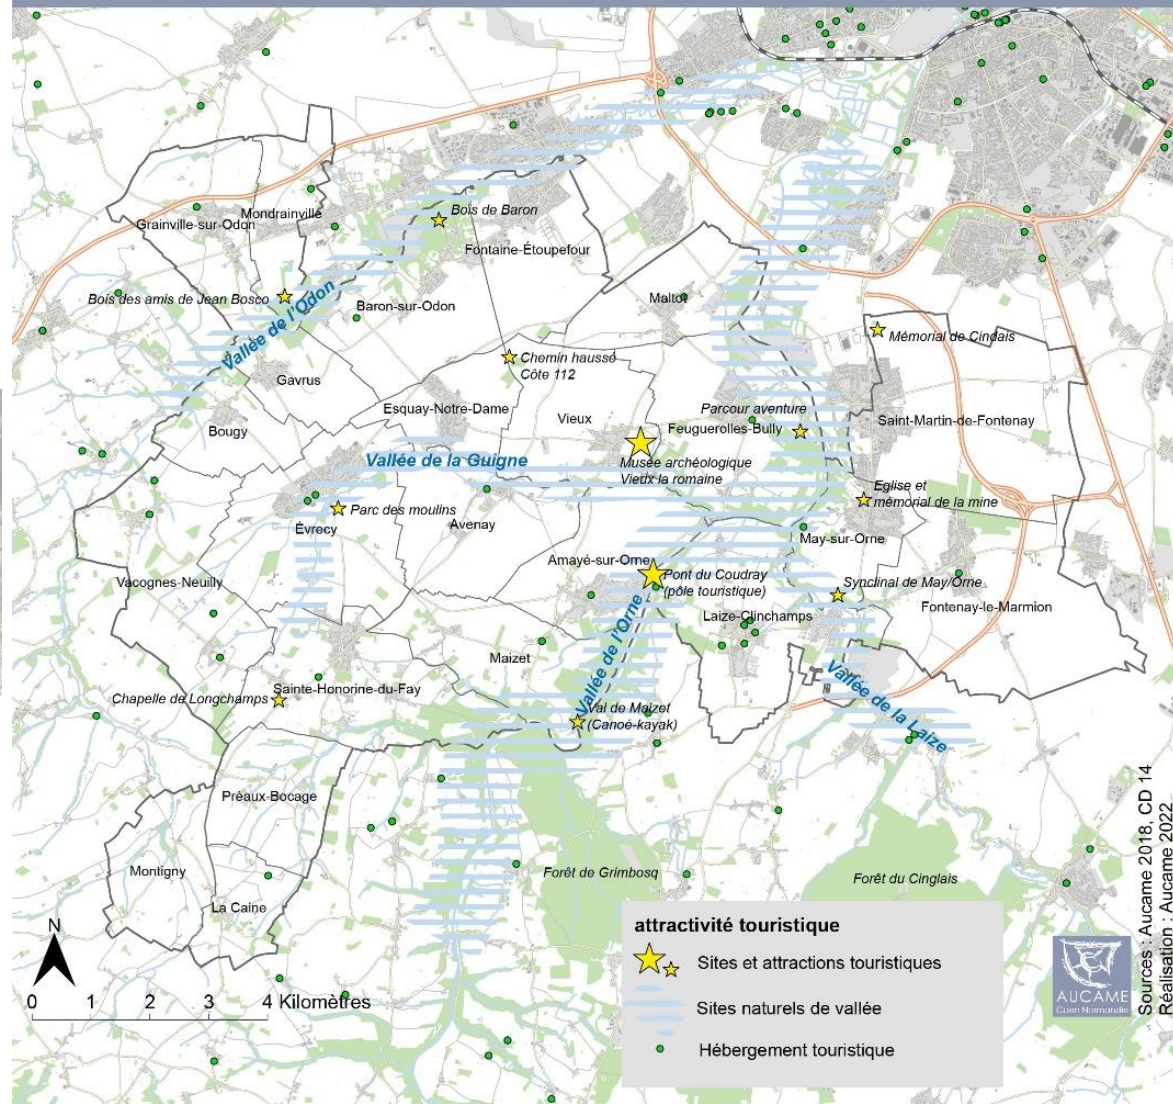 Bois de Baron
Mondrainville
Grainville-sur-Odon
Fontaine-Étoupefour
Bois des amis de Jean Bosco
Baron-sur-Odon
Maltot
Vallée de l'Odon
Mémorial de Cindais
Chemin haussé
Côte 112
Gavrus
Esquay-Notre-Dame
Parcour aventure
Vieux
Feuguerolles-Bully
Saint-Martin-de-Fontenay
Bougy
Vallée de la Guigne
Musée archéologique
Vieux la romaine
Eglise et
mémorial de la mine
Parc des moulins
Évrecy
Avenay
May-sur-Orne
Amayé-sur-Orne
Pont du Coudray
(pôle touristique)
Synclinal de May/Orne
Vacognes-Neuilly
Fontenay-le-Marmion
Laize-Clinchamps
Vallée de l'Orne
Maizet
Sainte-Honorine-du-Fay
Chapelle de Longchamps
Val de Maizet
(Canoé-kayak)
Vallée de la Laize
Préaux-Bocage
Montigny
Forêt de Grimbosq
Forêt du Cinglais
La Caine
N
0 1 2 3 4 Kilomètres
attractivité touristique
Sites et attractions touristiques
Sites naturels de vallée
Hébergement touristique
AUCAME
Caen Normandie
Sources : Aucame 2018, CD 14
Réalisation : Aucame 2022